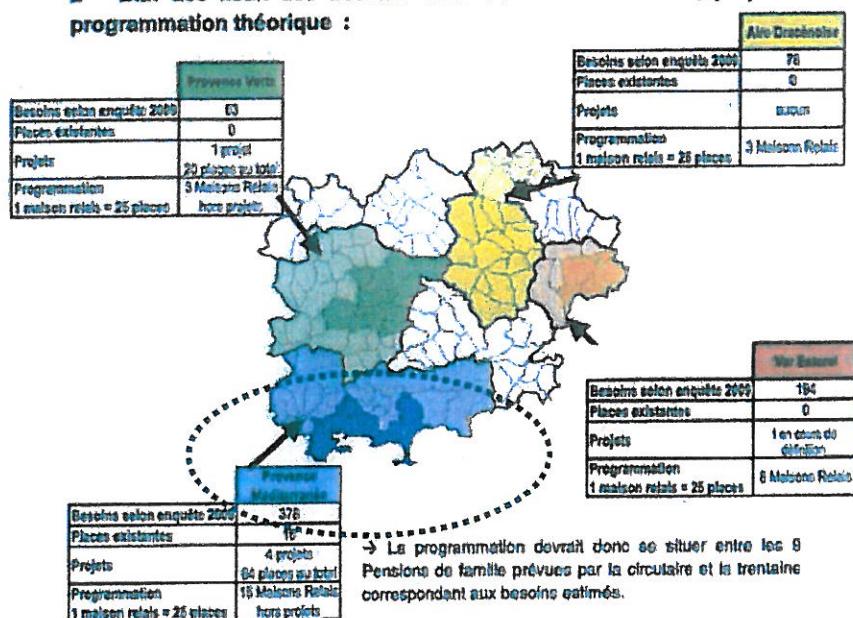 programmation théorique :
Aire Dracénoise
Besoins selon enquête 2009 76
Places existantes 0
Projets aucun
Programmation
1 maison relais = 25 places 3 Maisons Relais
Provence Verte
Besoins selon enquête 2009 63
Places existantes 0
Projets 1 projet
20 places au total
Programmation 3 Maisons Relais
1 maison relais = 25 places hors projets
Var Esterel
Besoins selon enquête 2009 194
Places existantes 0
Projets 1 en cours de
définition
Programmation
1 maison relais = 25 places 8 Maisons Relais
Provence
Méditerranée
Besoins selon enquête 2009 378
Places existantes 16
Projets 4 projets
64 places au total
Programmation 15 Maisons Relais
1 maison relais = 25 places hors projets
→ La programmation devrait donc se situer entre les
Pensions de famille prévues par la circulaire et la trentaine
correspondant aux besoins estimés.